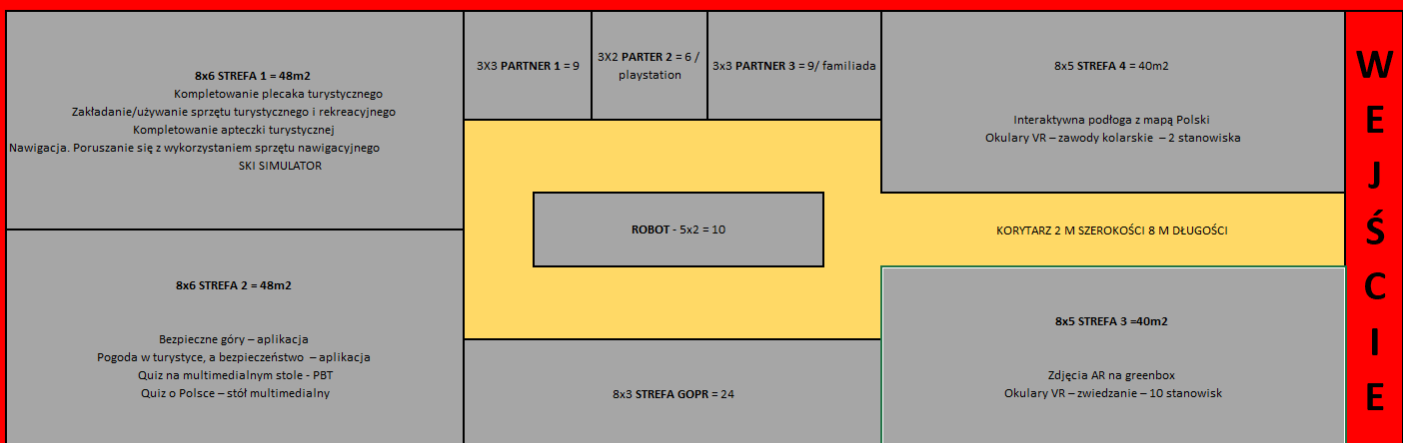 8x6 STREFA 1 = 48m2
Kompletowanie plecaka turystycznego
Zakładanie/używanie sprzętu turystycznego i rekreacyjnego
Kompletowanie apteczki turystycznej
Nawigacja. Poruszanie się z wykorzystaniem sprzętu nawigacyjnego
SKI SIMULATOR
3X3 PARTNER 1 = 9
3X2 PARTER 2 = 6 /
playstation
3x3 PARTNER 3 = 9/ familiada
8x5 STREFA 4 = 40m2
Interaktywna podłoga z mapą Polski
Okulary VR – zawody kolarskie – 2 stanowiska
W
E
J
Ś
C
I
E
ROBOT - 5x2 = 10
KORYTARZ 2 M SZEROKOŚCI 8 M DŁUGOŚCI
8x6 STREFA 2 = 48m2
Bezpieczne góry – aplikacja
Pogoda w turystyce, a bezpieczeństwo – aplikacja
Quiz na multimedialnym stole - PBT
Quiz o Polsce – stół multimedialny
8x3 STREFA GOPR = 24
8x5 STREFA 3 =40m2
Zdjęcia AR na greenbox
Okulary VR – zwiedzanie – 10 stanowisk